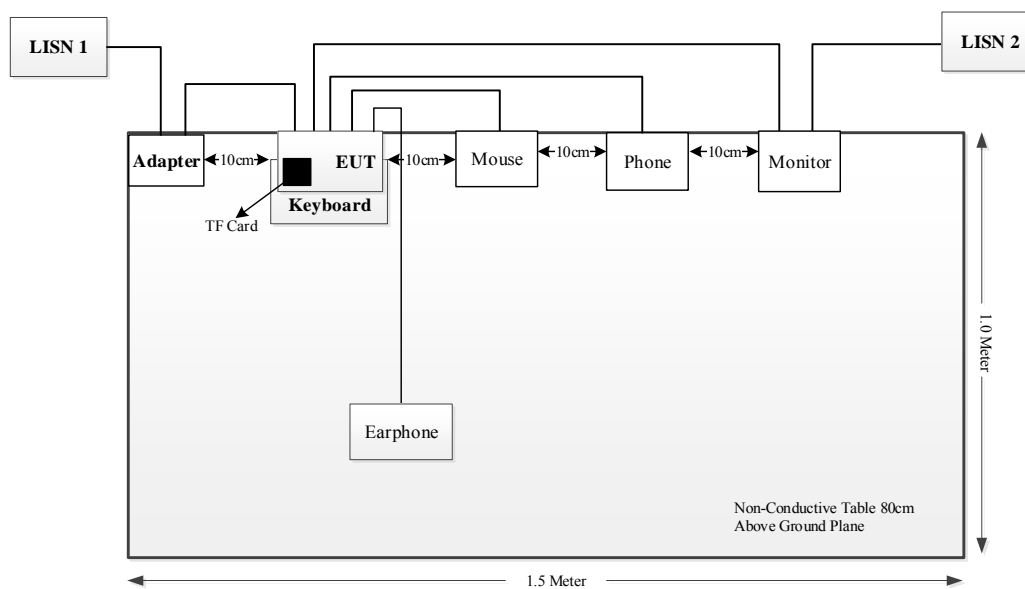 LISN 1
LISN 2
Adapter
10cm
EUT
10cm
Mouse
10cm
Phone
10cm
Monitor
Keyboard
TF Card
1.0 Meter
Earphone
Non-Conductive Table 80cm
Above Ground Plane
1.5 Meter